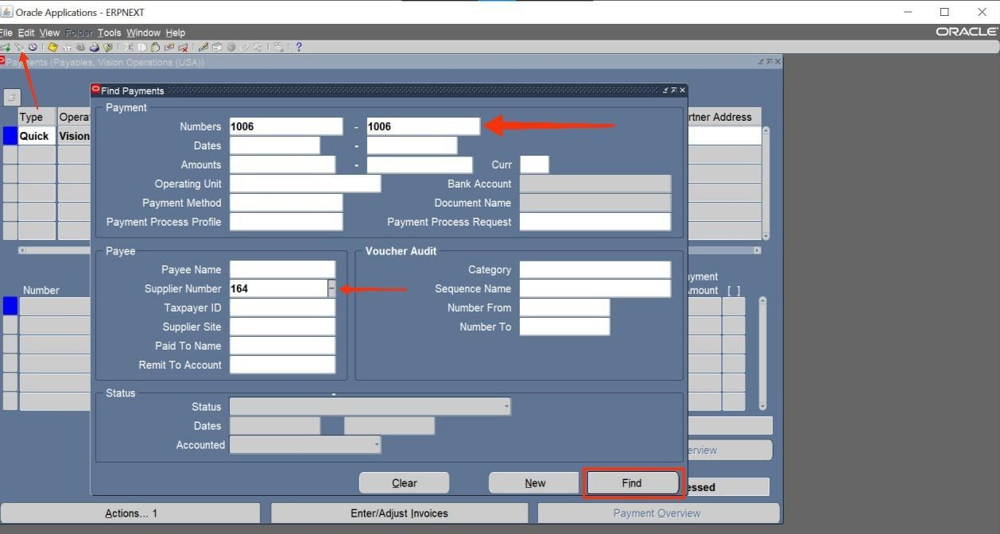 Oracle Applications - ERPNEXT
File Edit View Folder Tools Window Help
ORACLE
Payments (Payables, Vision Operations (USA))
Find Payments
Type Opera rtner Address
Quick Vision
Payment
Numbers 1006 - 1006
Dates -
Amounts - Curr
Operating Unit Bank Account
Payment Method Document Name
Payment Process Profile Payment Process Request
Payee
Payee Name
Supplier Number 164
Taxpayer ID
Supplier Site
Paid To Name
Remit To Account
Voucher Audit
Category
Sequence Name
Number From
Number To
Number
yment
mount [ ]
Status -
Status
Dates
Accounted
erview
Clear New Find
essed
Actions... 1 Enter/Adjust Invoices Payment Overview